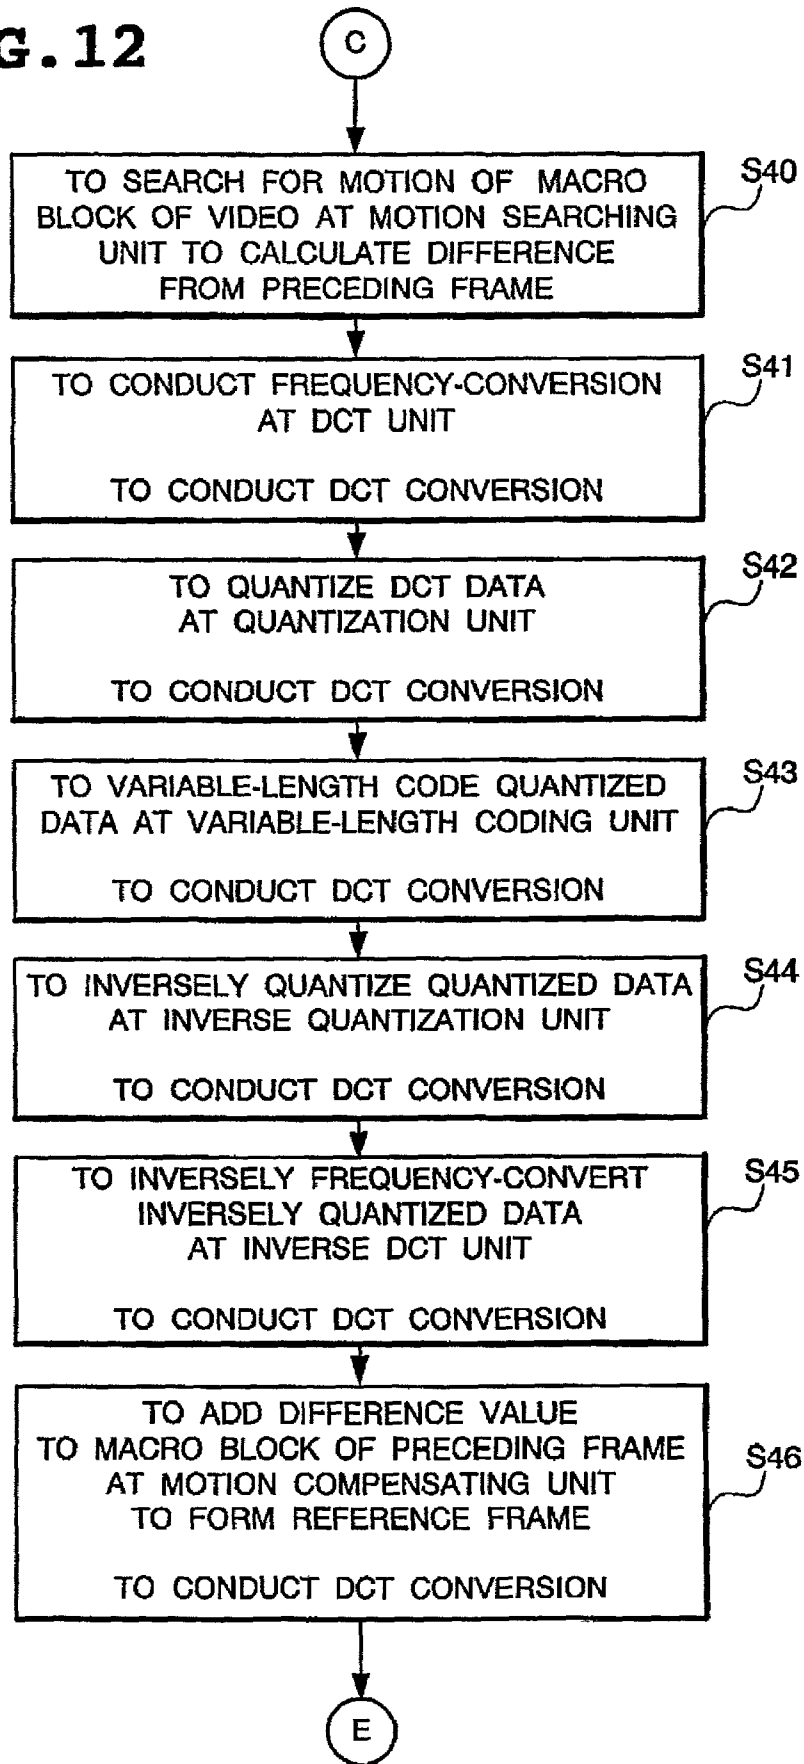 G.12
C
TO SEARCH FOR MOTION OF MACRO
BLOCK OF VIDEO AT MOTION SEARCHING
UNIT TO CALCULATE DIFFERENCE
FROM PRECEDING FRAME
S40
TO CONDUCT FREQUENCY-CONVERSION
AT DCT UNIT
TO CONDUCT DCT CONVERSION
S41
TO QUANTIZE DCT DATA
AT QUANTIZATION UNIT
TO CONDUCT DCT CONVERSION
S42
TO VARIABLE-LENGTH CODE QUANTIZED
DATA AT VARIABLE-LENGTH CODING UNIT
TO CONDUCT DCT CONVERSION
S43
TO INVERSELY QUANTIZE QUANTIZED DATA
AT INVERSE QUANTIZATION UNIT
TO CONDUCT DCT CONVERSION
S44
TO INVERSELY FREQUENCY-CONVERT
INVERSELY QUANTIZED DATA
AT INVERSE DCT UNIT
TO CONDUCT DCT CONVERSION
S45
TO ADD DIFFERENCE VALUE
TO MACRO BLOCK OF PRECEDING FRAME
AT MOTION COMPENSATING UNIT
TO FORM REFERENCE FRAME
TO CONDUCT DCT CONVERSION
S46
E